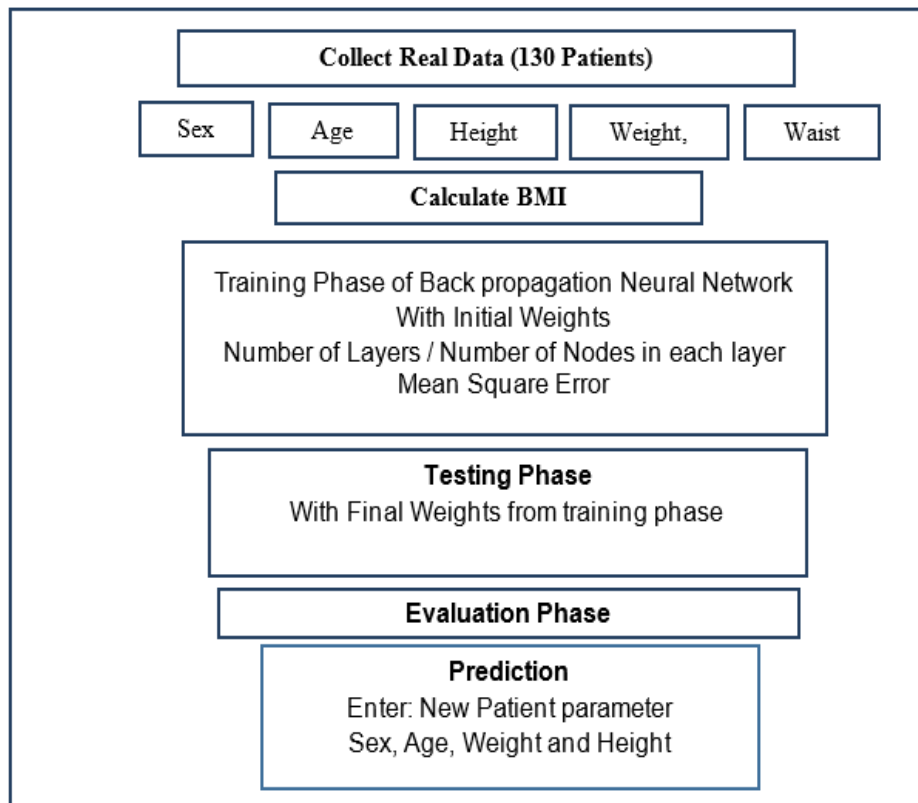 Collect Real Data (130 Patients)
Sex
Age
Height
Weight,
Waist
Calculate BMI
Training Phase of Back propagation Neural Network
With Initial Weights
Number of Layers / Number of Nodes in each layer
Mean Square Error
Testing Phase
With Final Weights from training phase
Evaluation Phase
Prediction
Enter: New Patient parameter
Sex, Age, Weight and Height